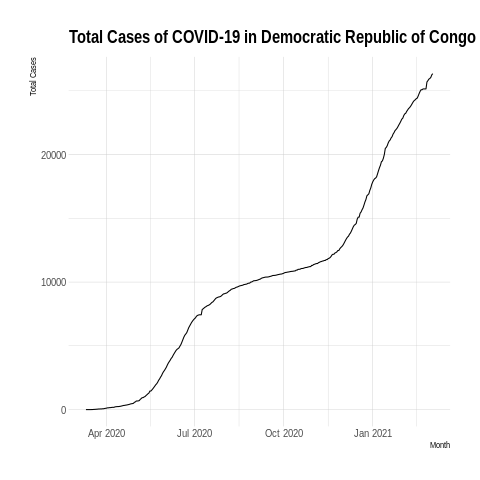 Total Cases of COVID-19 in Democratic Republic of Congo
Total Cases
20000
10000
0
Apr 2020 Jul 2020 Oct 2020 Jan 2021
Month